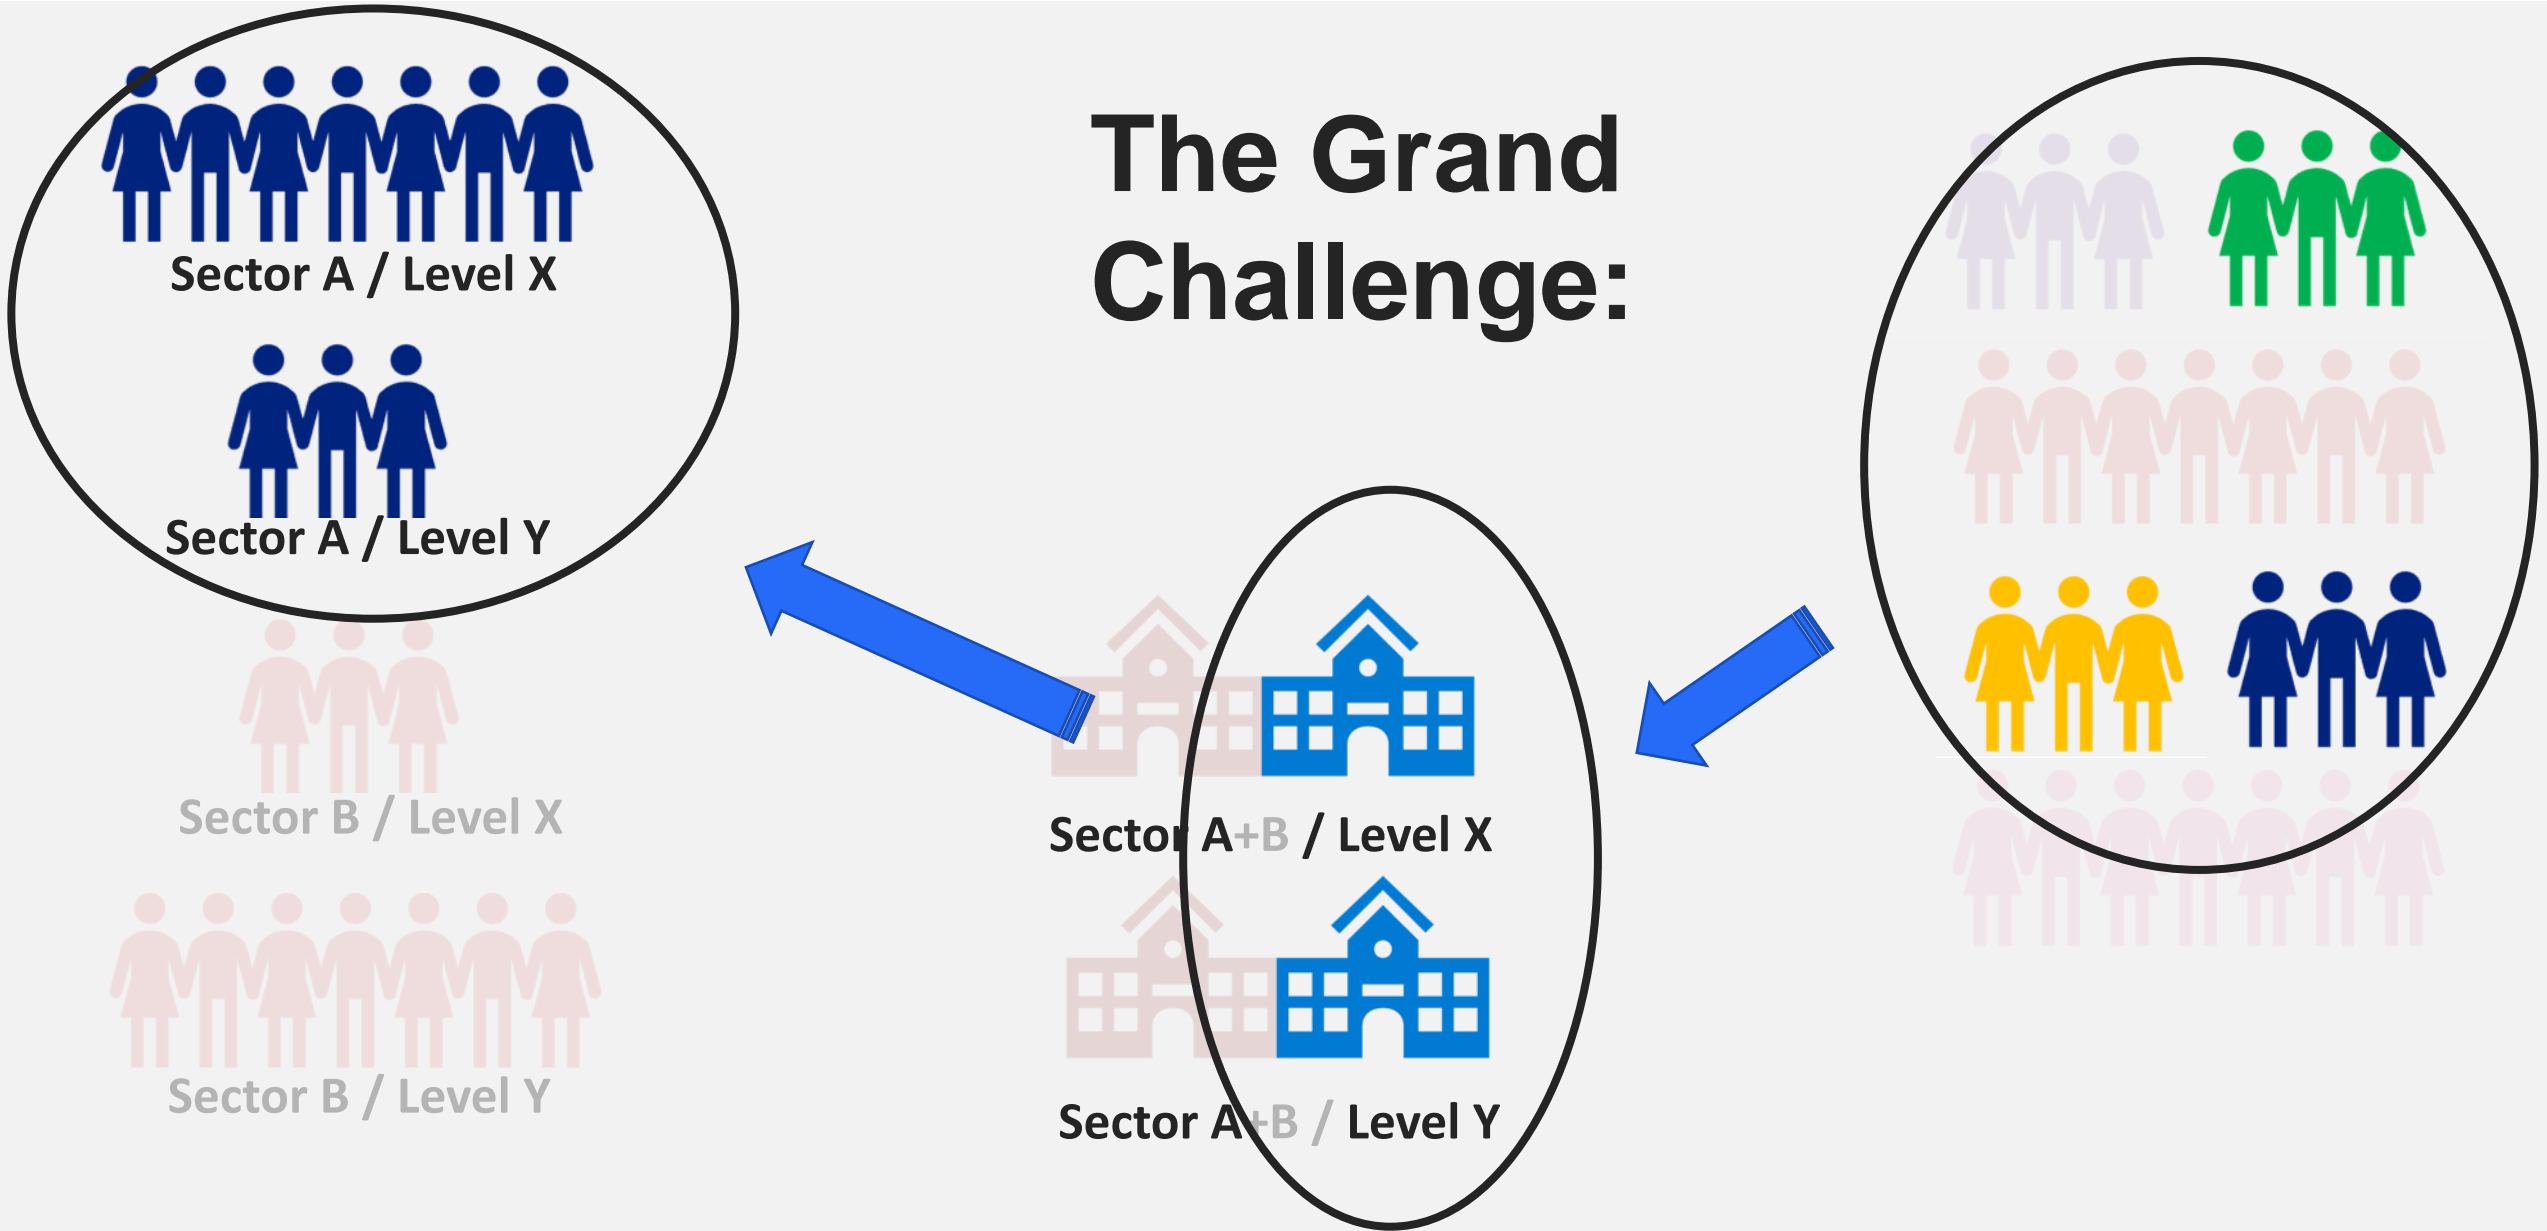 The Grand
Challenge:
Sector A / Level X
Sector A / Level Y
Sector B / Level X
Sector B / Level Y
Sector A+B / Level X
Sector A+B / Level Y